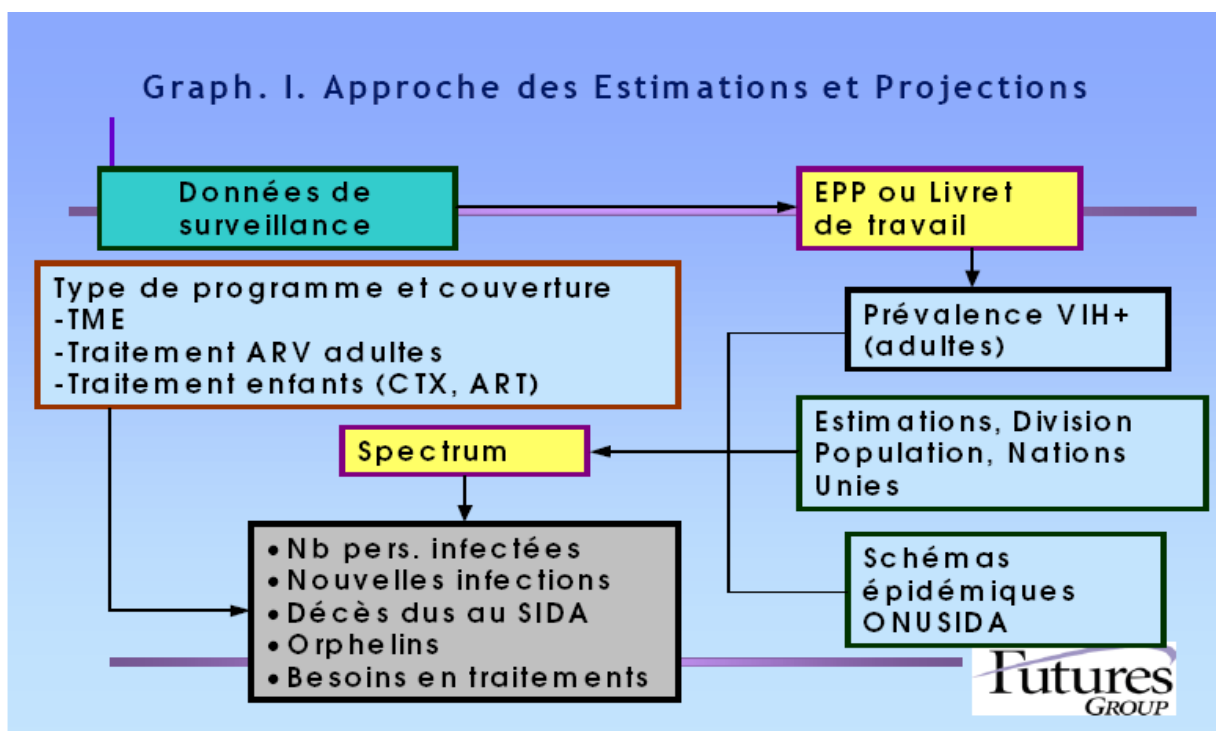 Graph. I. Approche des Estimations et Projections
Données de
surveillance
EPP ou Livret
de travail
Type de programme et couverture
-TME
-Traitement ARV adultes
-Traitement enfants (CTX, ART)
Prévalence VIH+
(adultes)
Spectrum
Estimations, Division
Population, Nations
Unies
• Nb pers. infectées
• Nouvelles infections
• Décès dus au SIDA
• Orphelins
• Besoins en traitements
Schémas
épidémiques
ONUSIDA
Futures
GROUP